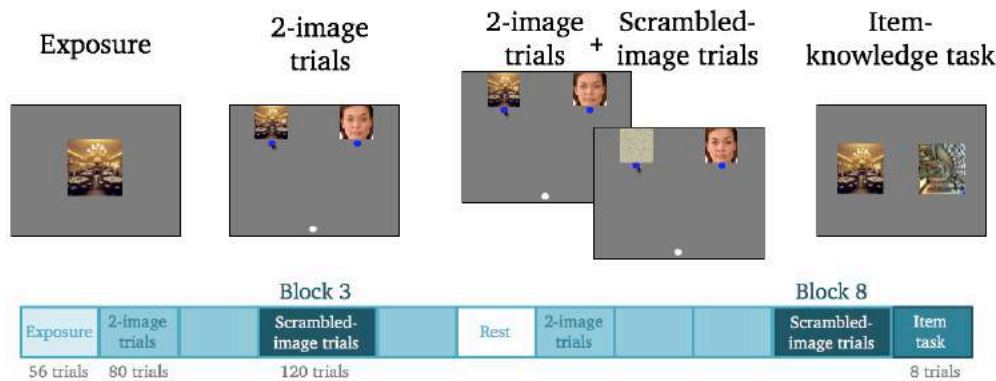 Exposure
2-image
trials
2-image
trials
+
Scrambled-
image trials
Item-
knowledge task
Block 3
Block 8
Exposure
2-image
trials
Scrambled-
image trials
Rest
2-image
trials
Scrambled-
image trials
Item
task
56 trials
80 trials
120 trials
8 trials